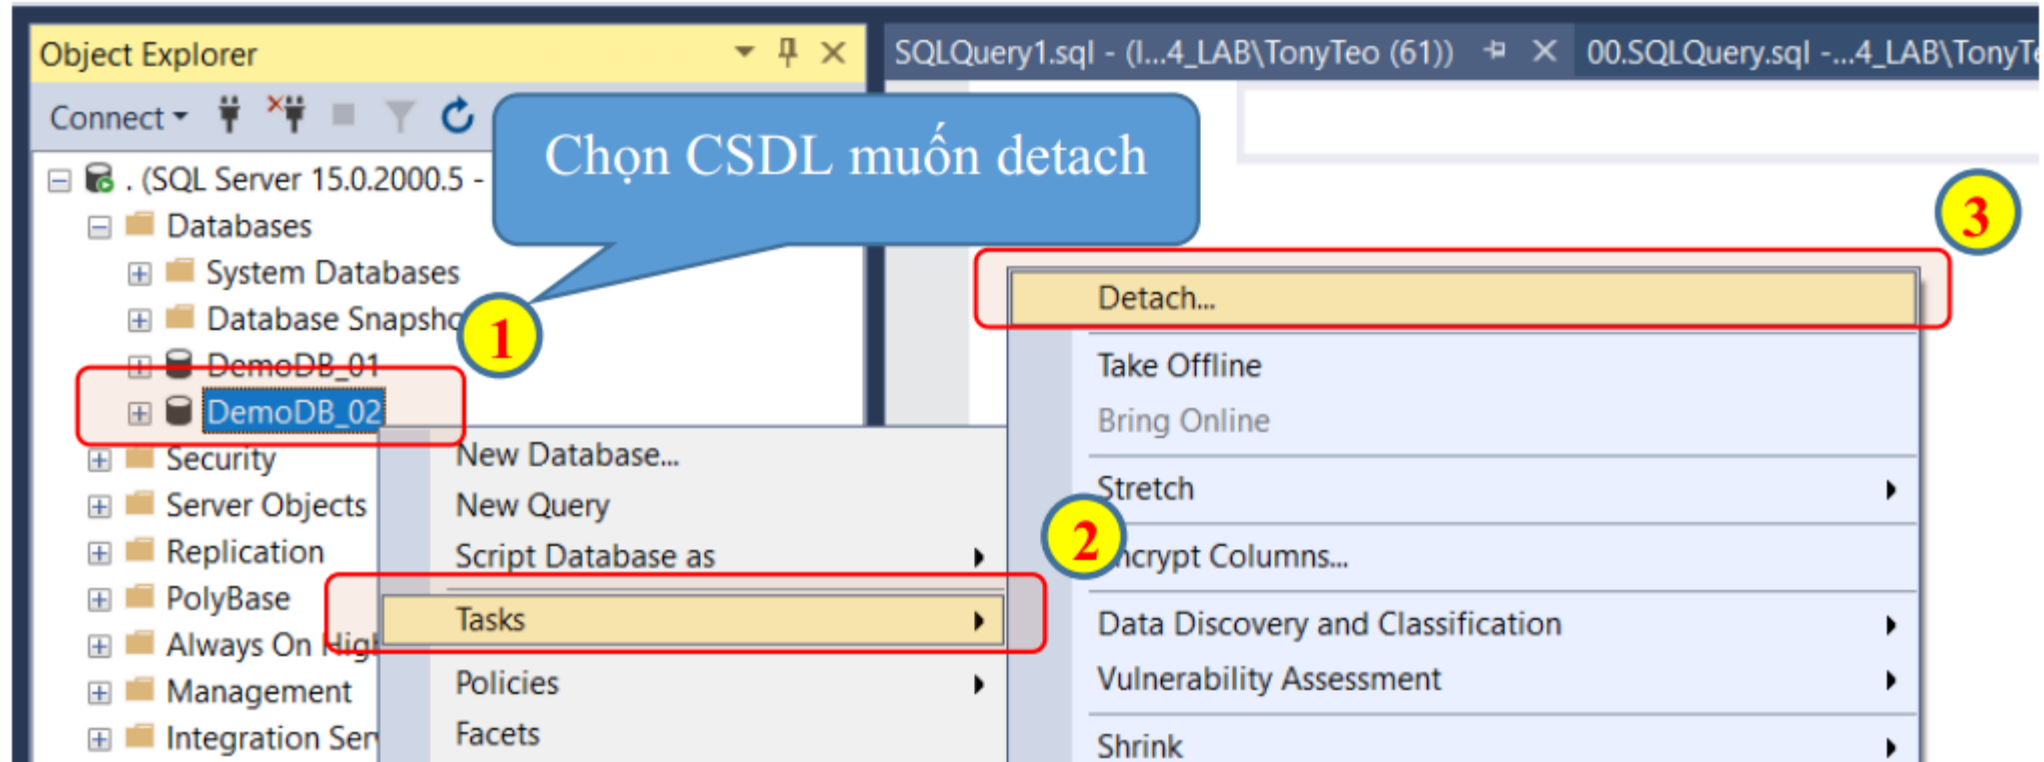 Object Explorer
SQLQuery1.sql - (l...4_LAB\TonyTeo (61))
00.SQLQuery.sql -...4_LAB\TonyTe
Connect
Chọn CSDL muốn detach
. (SQL Server 15.0.2000.5 -
Databases
System Databases
Database Snapsho
DemoDB_01
DemoDB_02
Security
Server Objects
Replication
PolyBase
Always On High
Management
Integration Ser
1
New Database...
New Query
Script Database as
Tasks
Policies
Facets
2
3
Detach...
Take Offline
Bring Online
Stretch
ncrypt Columns...
Data Discovery and Classification
Vulnerability Assessment
Shrink